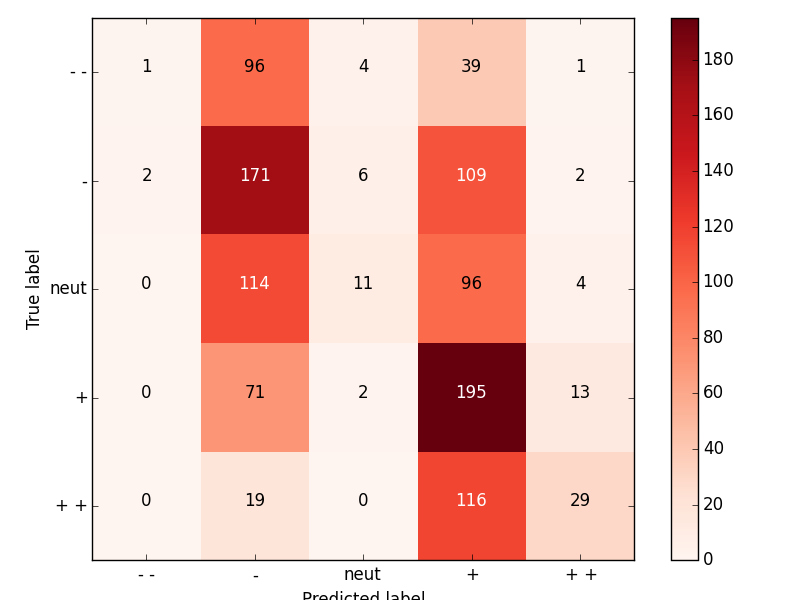 - - 1 96 4 39 1
- 2 171 6 109 2
neut 0 114 11 96 4
+ 0 71 2 195 13
+ + 0 19 0 116 29
- - - neut + + +
Predicted label
True label
180
160
140
120
100
80
60
40
20
0